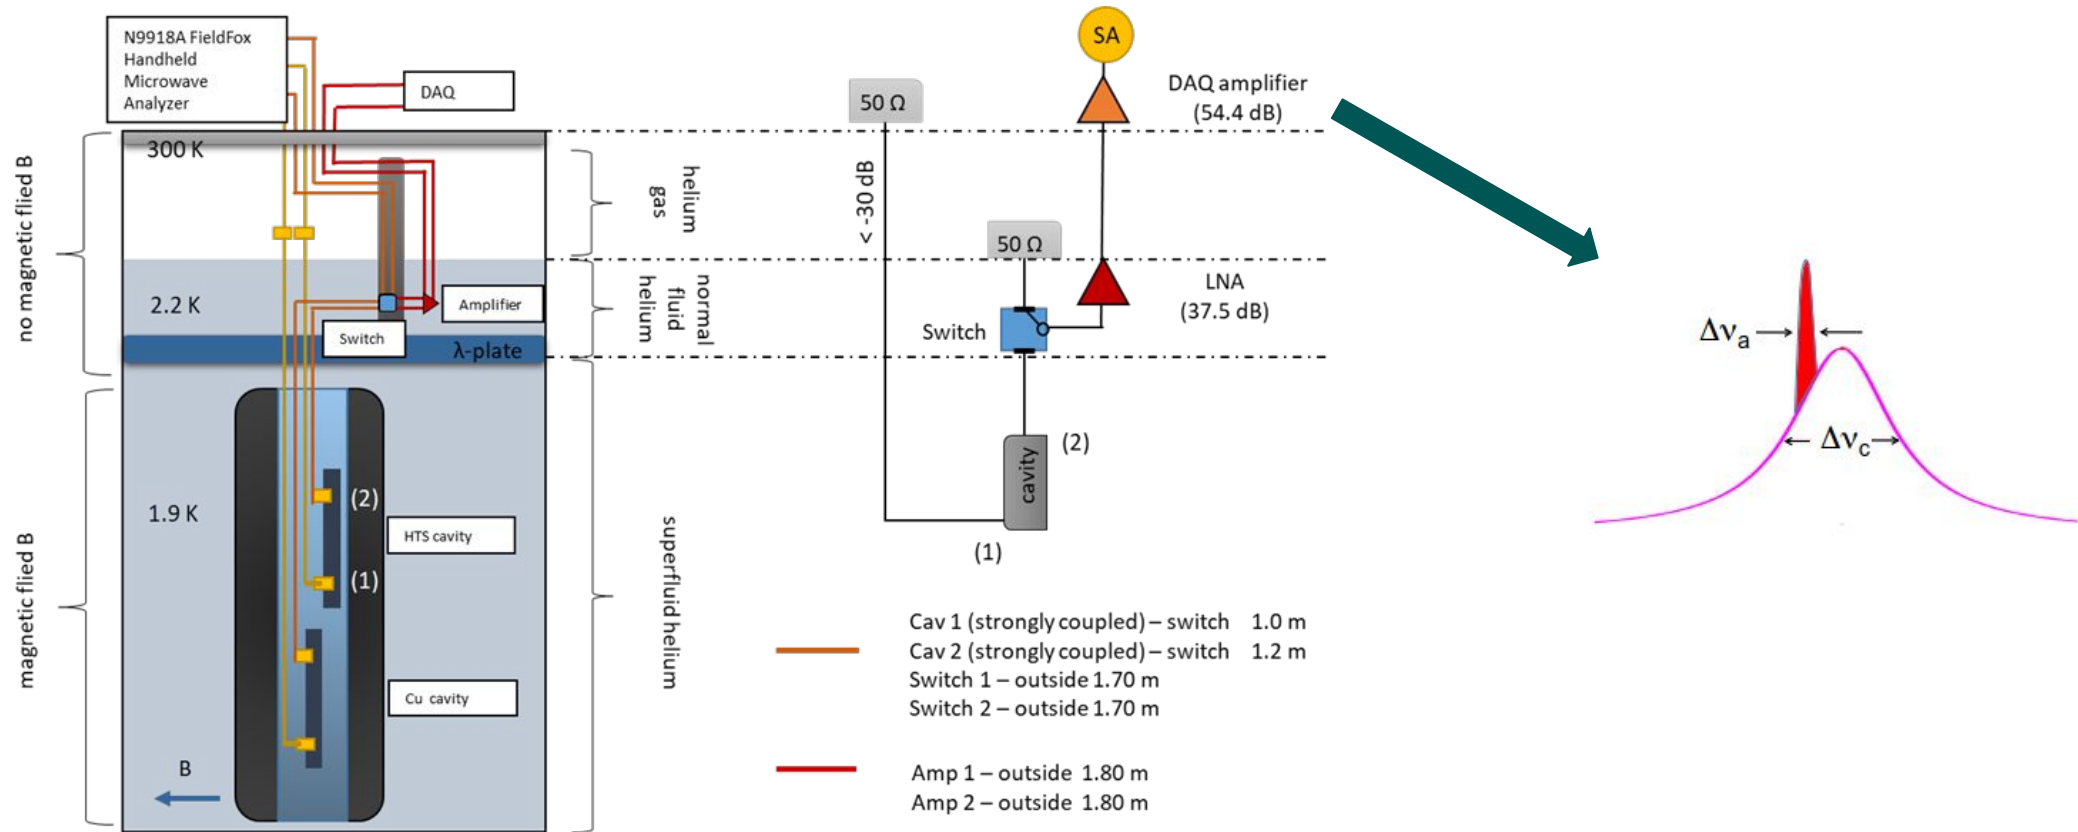 N9918A FieldFox
Handheld
Microwave
Analyzer
DAQ
300 K
no magnetic flied B
helium
gas
2.2 K
Amplifier
Switch
λ-plate
normal
fluid
helium
magnetic flied B
1.9 K
(2)
HTS cavity
(1)
Cu cavity
B
superfluid helium
SA
50 Ω
DAQ amplifier
(54.4 dB)
< -30 dB
50 Ω
LNA
(37.5 dB)
Switch
(2)
cavity
(1)
Cav 1 (strongly coupled) – switch 1.0 m
Cav 2 (strongly coupled) – switch 1.2 m
Switch 1 – outside 1.70 m
Switch 2 – outside 1.70 m
Amp 1 – outside 1.80 m
Amp 2 – outside 1.80 m
Δνa
Δνc